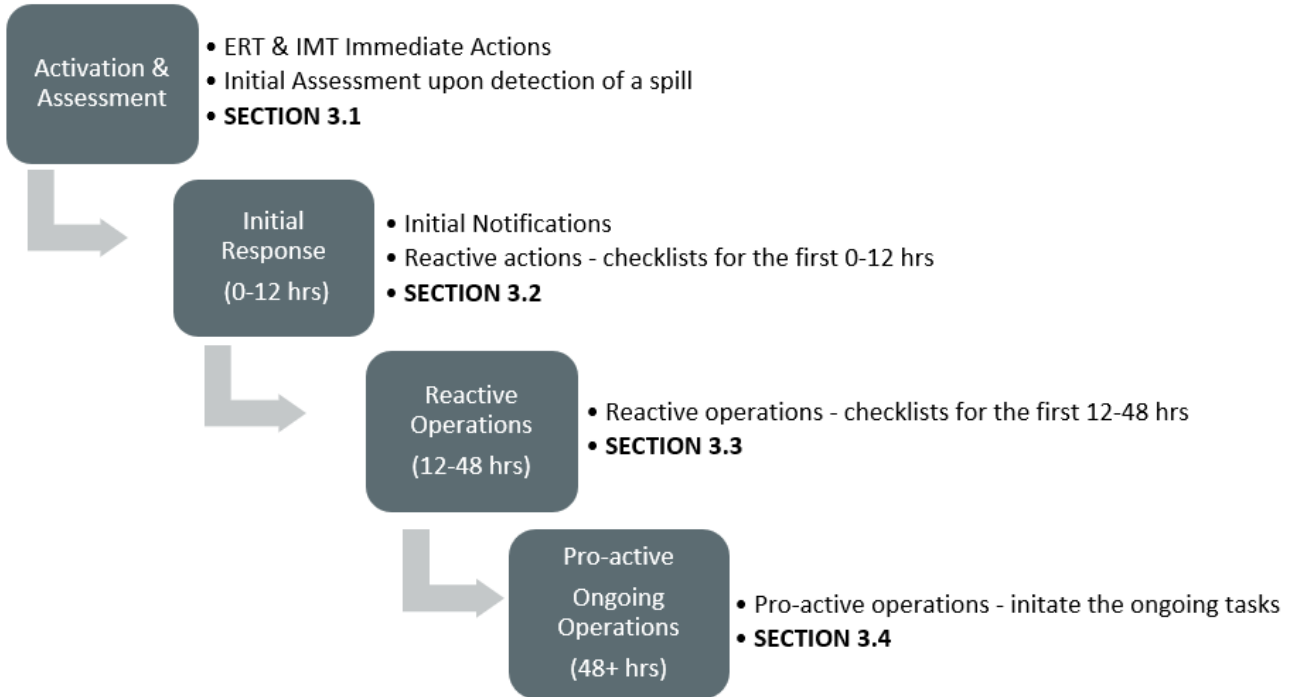 Activation &
Assessment
• ERT & IMT Immediate Actions
• Initial Assessment upon detection of a spill
• SECTION 3.1
Initial
Response
(0-12 hrs)
• Initial Notifications
• Reactive actions - checklists for the first 0-12 hrs
• SECTION 3.2
Reactive
Operations
(12-48 hrs)
• Reactive operations - checklists for the first 12-48 hrs
• SECTION 3.3
Pro-active
Ongoing
Operations
(48+ hrs)
• Pro-active operations - initate the ongoing tasks
• SECTION 3.4